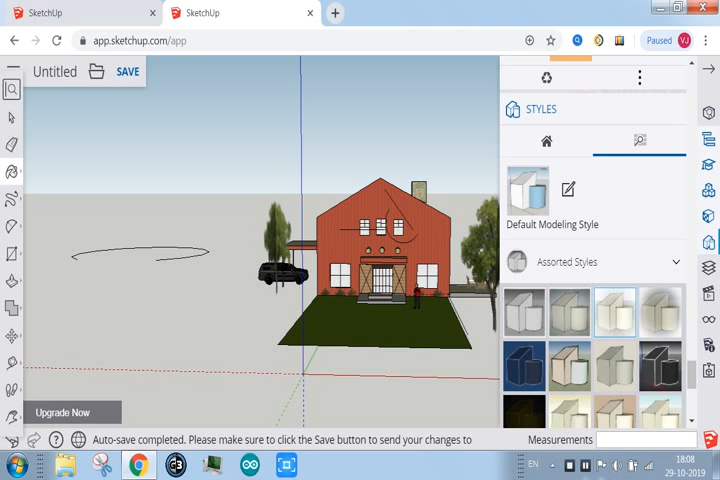 SketchUp
SketchUp
app.sketchup.com/app
Paused
VJ
Untitled
SAVE
STYLES
Default Modeling Style
Assorted Styles
Upgrade Now
Auto-save completed. Please make sure to click the Save button to send your changes to
Measurements
EN
18:08
29-10-2019